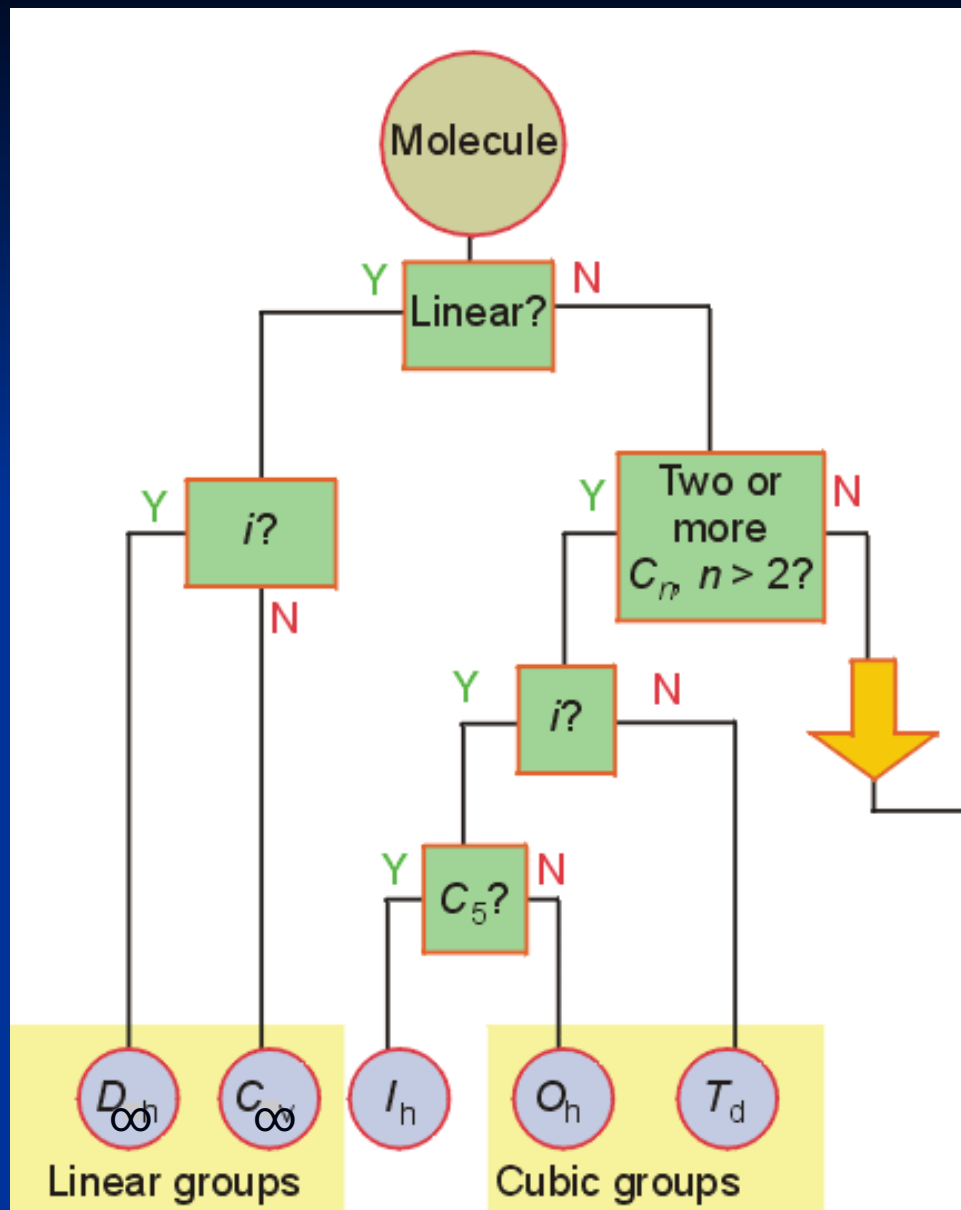 Molecule
Y
N
Linear?
Y
i?
N
Y
Two or
more
Cn, n > 2?
N
Y
i?
N
Y
C5?
N
D∞h
C∞v
Ih
Oh
Td
Linear groups
Cubic groups